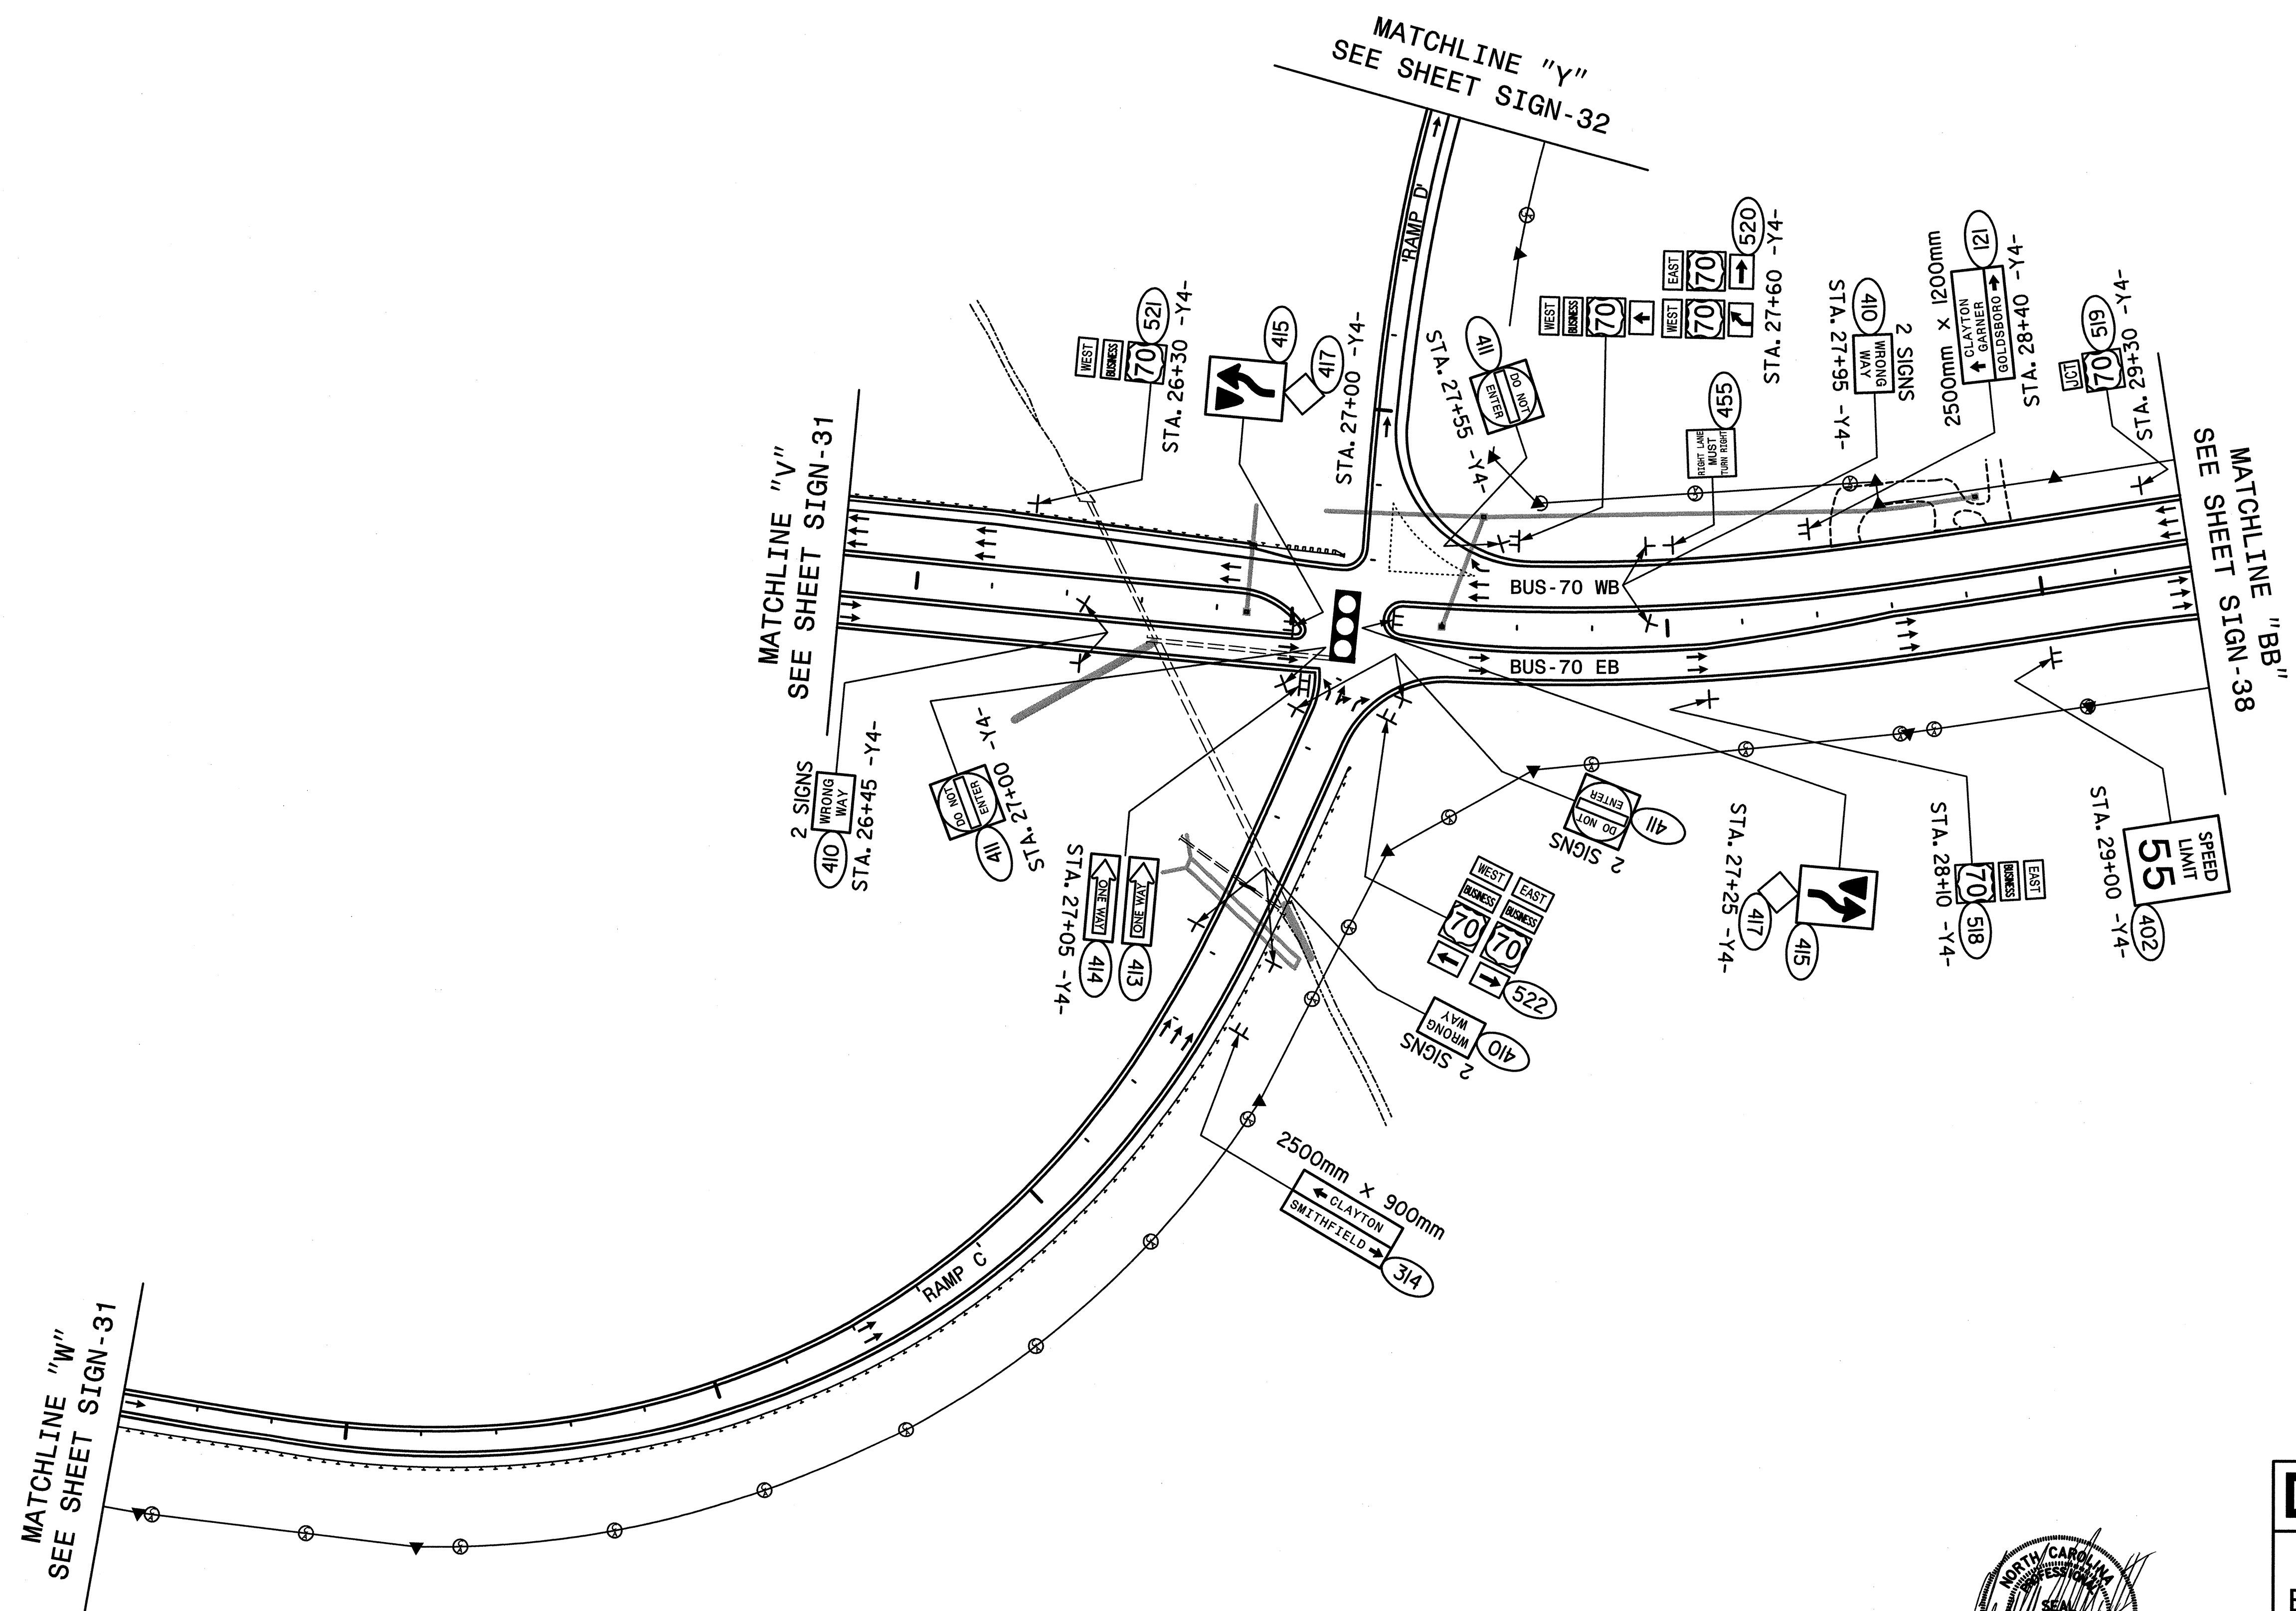 MATCHLINE "Y"
SEE SHEET SIGN-32
'RAMP D'
WEST
BUSINESS
70
521
STA. 26+30 -Y4-
415
417
STA. 27+00 -Y4-
411
DO NOT
ENTER
STA. 27+55 -Y4-
WEST
BUSINESS
70
EAST
70
WEST
70
520
STA. 27+60 -Y4-
455
RIGHT LANE
MUST
TURN RIGHT
STA. 27+95 -Y4-
410
WRONG
WAY
2 SIGNS
2500mm X 1200mm
121
CLAYTON
GARNER
GOLDSBORO
STA. 28+40 -Y4-
JCT
70
519
STA. 29+30 -Y4-
MATCHLINE "V"
SEE SHEET SIGN-31
MATCHLINE "BB"
SEE SHEET SIGN-38
BUS-70 WB
BUS-70 EB
2 SIGNS
WRONG
WAY
410
STA. 26+45 -Y4-
DO NOT
ENTER
411
STA. 27+00 -Y4-
STA. 27+05 -Y4-
ONE WAY
414
ONE WAY
413
DO NOT
ENTER
411
2 SIGNS
WEST
BUSINESS
70
EAST
BUSINESS
70
522
WRONG
WAY
410
2 SIGNS
STA. 27+25 -Y4-
417
415
STA. 28+10 -Y4-
EAST
BUSINESS
70
518
STA. 29+00 -Y4-
SPEED
LIMIT
55
402
2500mm X 900mm
CLAYTON
SMITHFIELD
314
'RAMP C'
MATCHLINE "W"
SEE SHEET SIGN-31
NORTH CAROLINA
PROFESSIONAL
SEAL